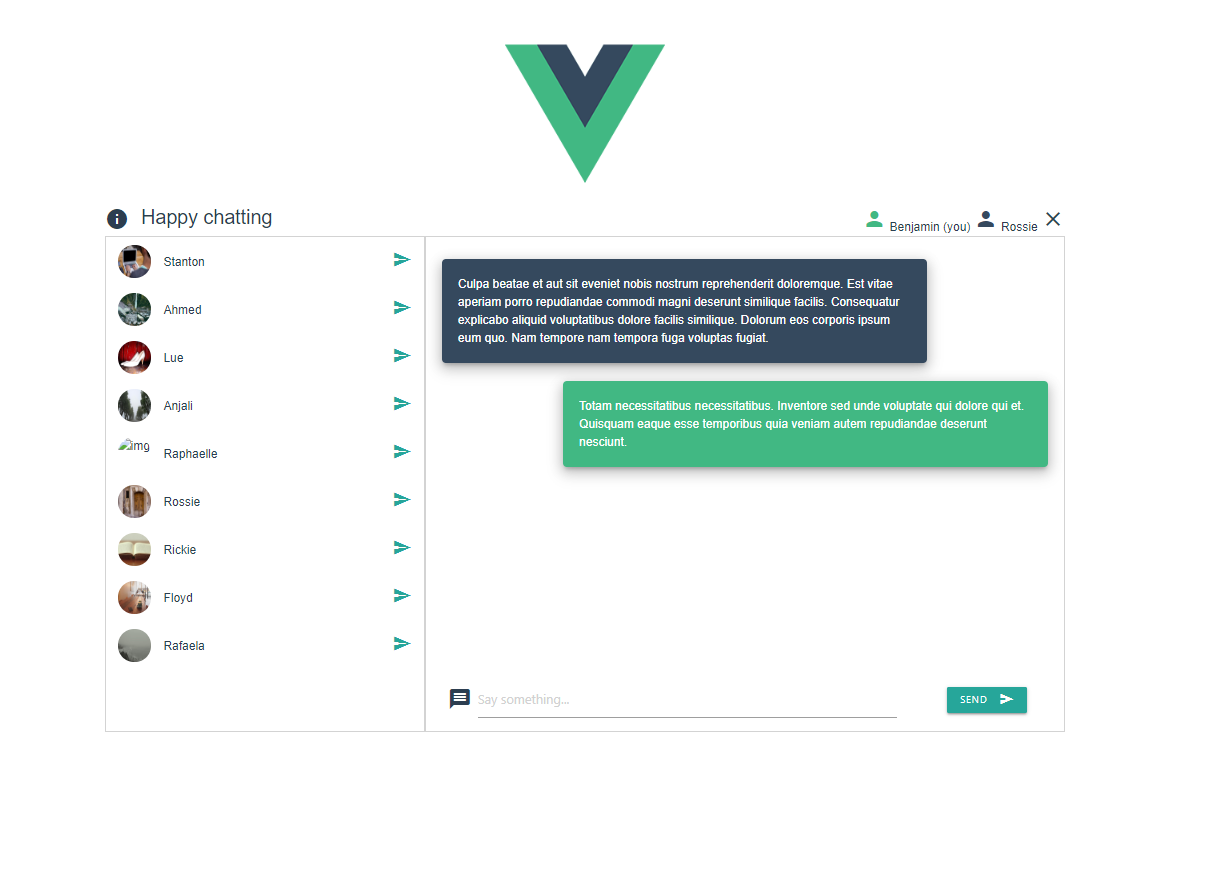 Happy chatting
Benjamin (you) Rossie
Stanton
Ahmed
Lue
Anjali
img
Raphaelle
Rossie
Rickie
Floyd
Rafaela
Culpa beatae et aut sit eveniet nobis nostrum reprehenderit doloremque. Est vitae
aperiam porro repudiandae commodi magni deserunt similique facilis. Consequatur
explicabo aliquid voluptatibus dolore facilis similique. Dolorum eos corporis ipsum
eum quo. Nam tempore nam tempora fuga voluptas fugiat.
Totam necessitatibus necessitatibus. Inventore sed unde voluptate qui dolore qui et.
Quisquam eaque esse temporibus quia veniam autem repudiandae deserunt
nesciunt.
Say something...
SEND